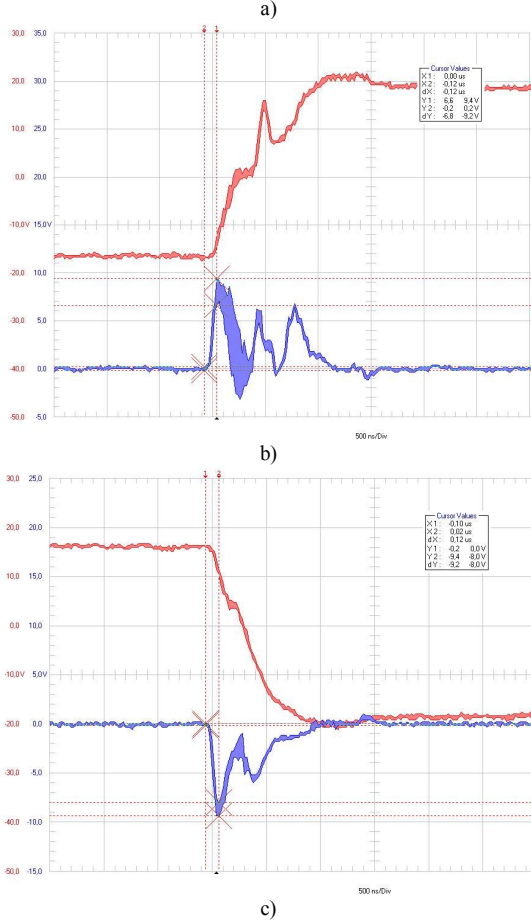 a)
2 1
30,0 35,0
20,0 30,0
10,0 25,0
0,0 20,0
-10,0V 15,0V
-20,0 10,0
-30,0 5,0
-40,0 0,0
-50,0 -5,0
Cursor Values
X1: 0,00 us
X2: -0,12 us
dX: -0,12 us
Y1: 6,6 9,4 V
Y2: -0,2 0,2 V
dY: -6,8 -9,2 V
500 ns/Div
b)
1 2
30,0 25,0
20,0
10,0 15,0
0,0 10,0
-10,0V 5,0V
-20,0 0,0
-30,0 -5,0
-40,0 -10,0
-50,0 -15,0
Cursor Values
X1: -0,10 us
X2: 0,02 us
dX: 0,12 us
Y1: -0,2 0,0 V
Y2: -9,4 -8,0 V
dY: -9,2 -8,0 V
500 ns/Div
c)